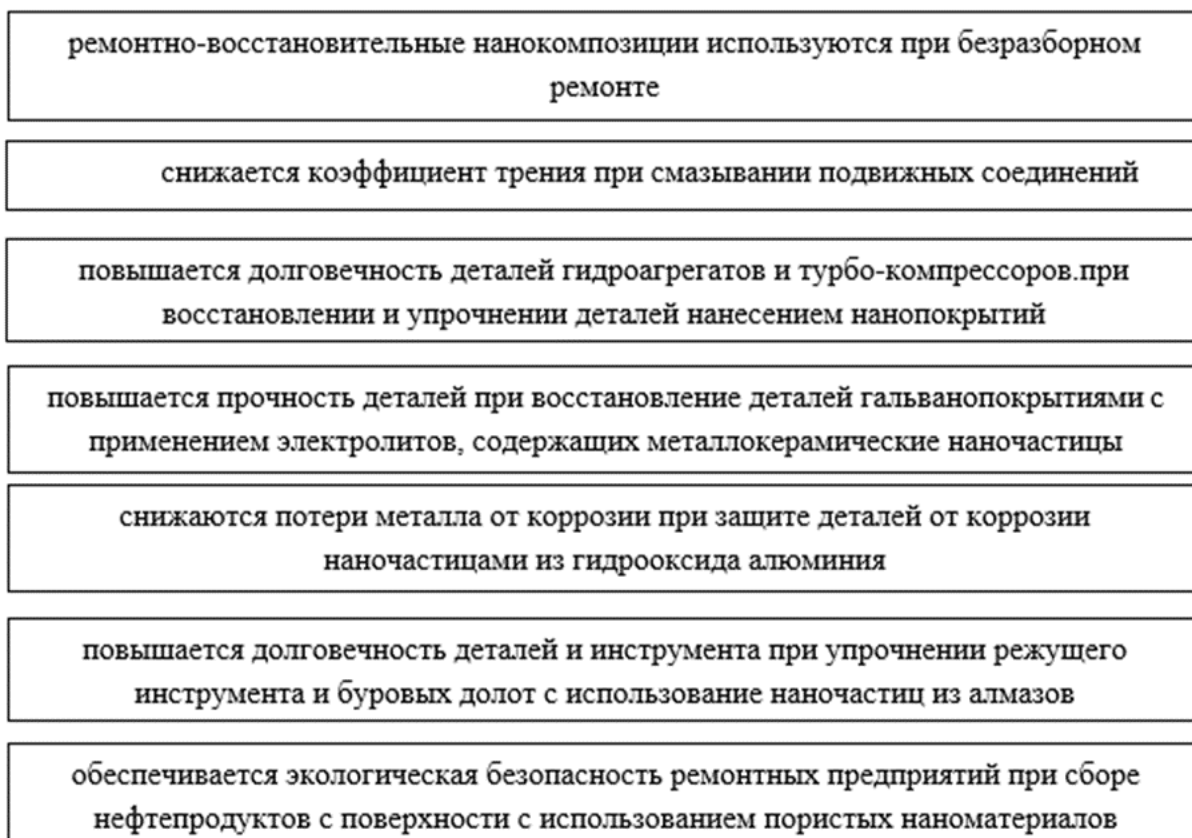 ремонтно-восстановительные нанокомпозиции используются при безразборном
ремонте
снижается коэффициент трения при смазывании подвижных соединений
повышается долговечность деталей гидроагрегатов и турбо-компрессоров.при
восстановлении и упрочнении деталей нанесением нанопокрытий
повышается прочность деталей при восстановление деталей гальванопокрытиями с
применением электролитов, содержащих металлокерамические наночастицы
снижаются потери металла от коррозии при защите деталей от коррозии
наночастицами из гидрооксида алюминия
повышается долговечность деталей и инструмента при упрочнении режущего
инструмента и буровых долот с использование наночастиц из алмазов
обеспечивается экологическая безопасность ремонтных предприятий при сборе
нефтепродуктов с поверхности с использованием пористых наноматериалов